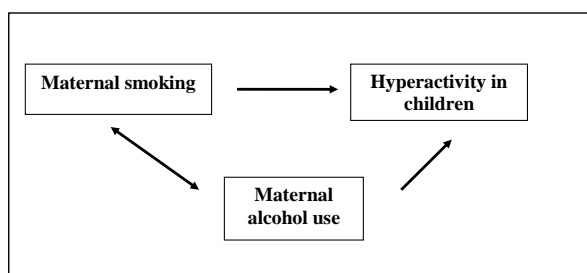 Maternal smoking
Hyperactivity in
children
Maternal
alcohol use